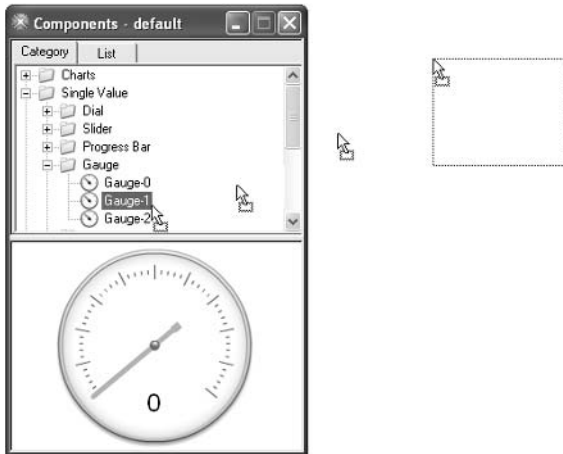 Components - default
Category List
Charts
Single Value
Dial
Slider
Progress Bar
Gauge
Gauge-0
Gauge-1
Gauge-2
0